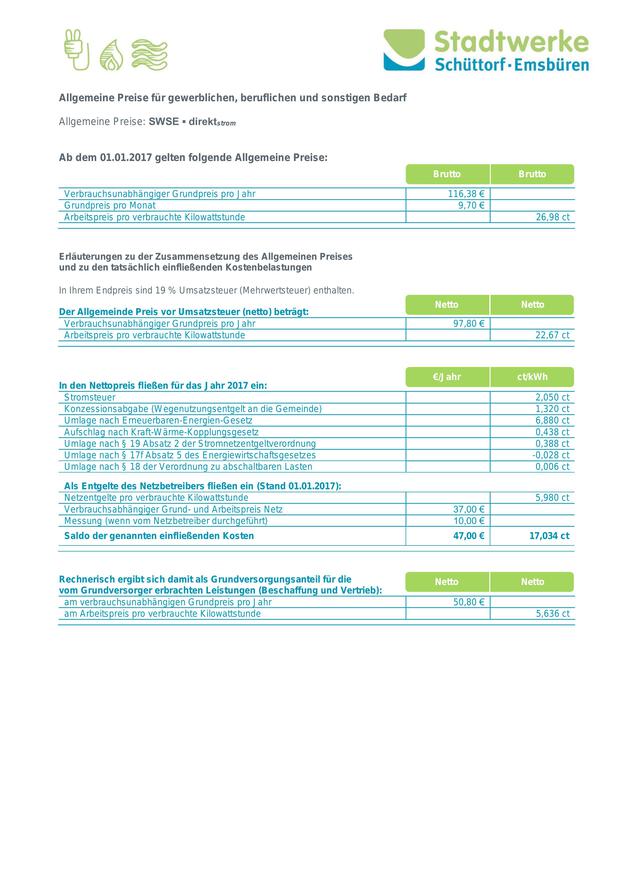 Stadtwerke
Schüttorf · Emsbüren
Allgemeine Preise für gewerblichen, beruflichen und sonstigen Bedarf
Allgemeine Preise: SWSE ▪ direktstrom
Ab dem 01.01.2017 gelten folgende Allgemeine Preise:
Brutto Brutto
Verbrauchsunabhängiger Grundpreis pro Jahr 116,38 €
Grundpreis pro Monat 9,70 €
Arbeitspreis pro verbrauchte Kilowattstunde 26,98 ct
Erläuterungen zu der Zusammensetzung des Allgemeinen Preises
und zu den tatsächlich einfließenden Kostenbelastungen
In Ihrem Endpreis sind 19 % Umsatzsteuer (Mehrwertsteuer) enthalten.
Netto Netto
Der Allgemeinde Preis vor Umsatzsteuer (netto) beträgt:
Verbrauchsunabhängiger Grundpreis pro Jahr 97,80 €
Arbeitspreis pro verbrauchte Kilowattstunde 22,67 ct
€/Jahr ct/kWh
In den Nettopreis fließen für das Jahr 2017 ein:
Stromsteuer 2,050 ct
Konzessionsabgabe (Wegenutzungsentgelt an die Gemeinde) 1,320 ct
Umlage nach Erneuerbaren-Energien-Gesetz 6,880 ct
Aufschlag nach Kraft-Wärme-Kopplungsgesetz 0,438 ct
Umlage nach § 19 Absatz 2 der Stromnetzentgeltverordnung 0,388 ct
Umlage nach § 17f Absatz 5 des Energiewirtschaftsgesetzes -0,028 ct
Umlage nach § 18 der Verordnung zu abschaltbaren Lasten 0,006 ct
Als Entgelte des Netzbetreibers fließen ein (Stand 01.01.2017):
Netzentgelte pro verbrauchte Kilowattstunde 5,980 ct
Verbrauchsabhängiger Grund- und Arbeitspreis Netz 37,00 €
Messung (wenn vom Netzbetreiber durchgeführt) 10,00 €
Saldo der genannten einfließenden Kosten 47,00 € 17,034 ct
Rechnerisch ergibt sich damit als Grundversorgungsanteil für die
vom Grundversorger erbrachten Leistungen (Beschaffung und Vertrieb):
Netto Netto
am verbrauchsunabhängigen Grundpreis pro Jahr 50,80 €
am Arbeitspreis pro verbrauchte Kilowattstunde 5,636 ct